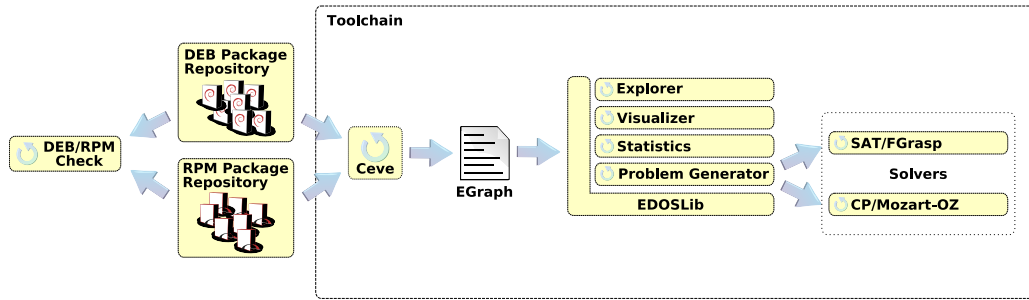 Toolchain
DEB Package
Repository
DEB/RPM
Check
RPM Package
Repository
Ceve
EGraph
Explorer
Visualizer
Statistics
Problem Generator
EDOSLib
SAT/FGrasp
Solvers
CP/Mozart-OZ